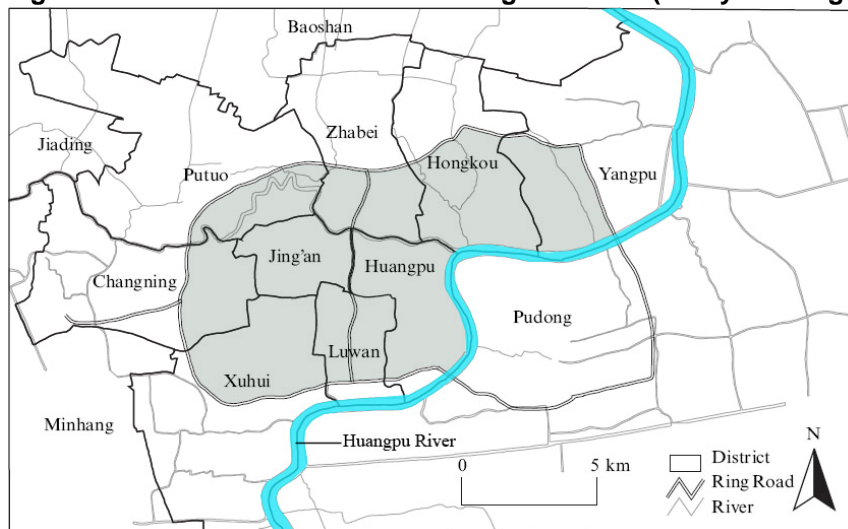 Baoshan
Zhabei
Jiading
Hongkou
Putuo
Yangpu
Jing'an
Huangpu
Changning
Pudong
Luwan
Xuhui
Minhang
Huangpu River
N
0 5 km
District
Ring Road
River